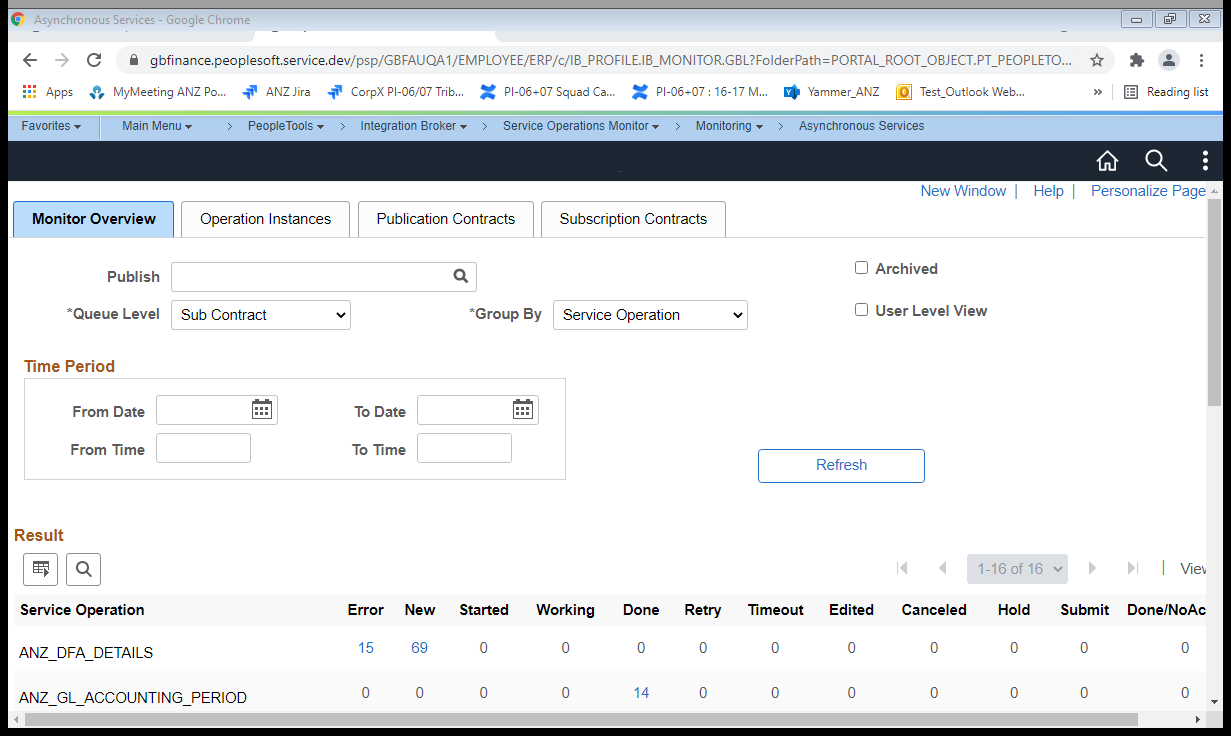 Asynchronous Services - Google Chrome
gbfinance.peoplesoft.service.dev/psp/GBFAUQA1/EMPLOYEE/ERP/c/IB_PROFILE.IB_MONITOR.GBL?FolderPath=PORTAL_ROOT_OBJECT.PT_PEOPLETO...
Apps MyMeeting ANZ Po... ANZ Jira CorpX PI-06/07 Trib... PI-06+07 Squad Ca... PI-06+07 : 16-17 M... Yammer_ANZ Test_Outlook Web... » Reading list
Favorites Main Menu > PeopleTools > Integration Broker > Service Operations Monitor > Monitoring > Asynchronous Services
New Window | Help | Personalize Page
Monitor Overview Operation Instances Publication Contracts Subscription Contracts
Publish Archived
*Queue Level Sub Contract *Group By Service Operation User Level View
Time Period
From Date To Date
From Time To Time
Refresh
Result
1-16 of 16 | View
Service Operation Error New Started Working Done Retry Timeout Edited Canceled Hold Submit Done/NoAc
ANZ_DFA_DETAILS 15 69 0 0 0 0 0 0 0 0 0 0
ANZ_GL_ACCOUNTING_PERIOD 0 0 0 0 14 0 0 0 0 0 0 0